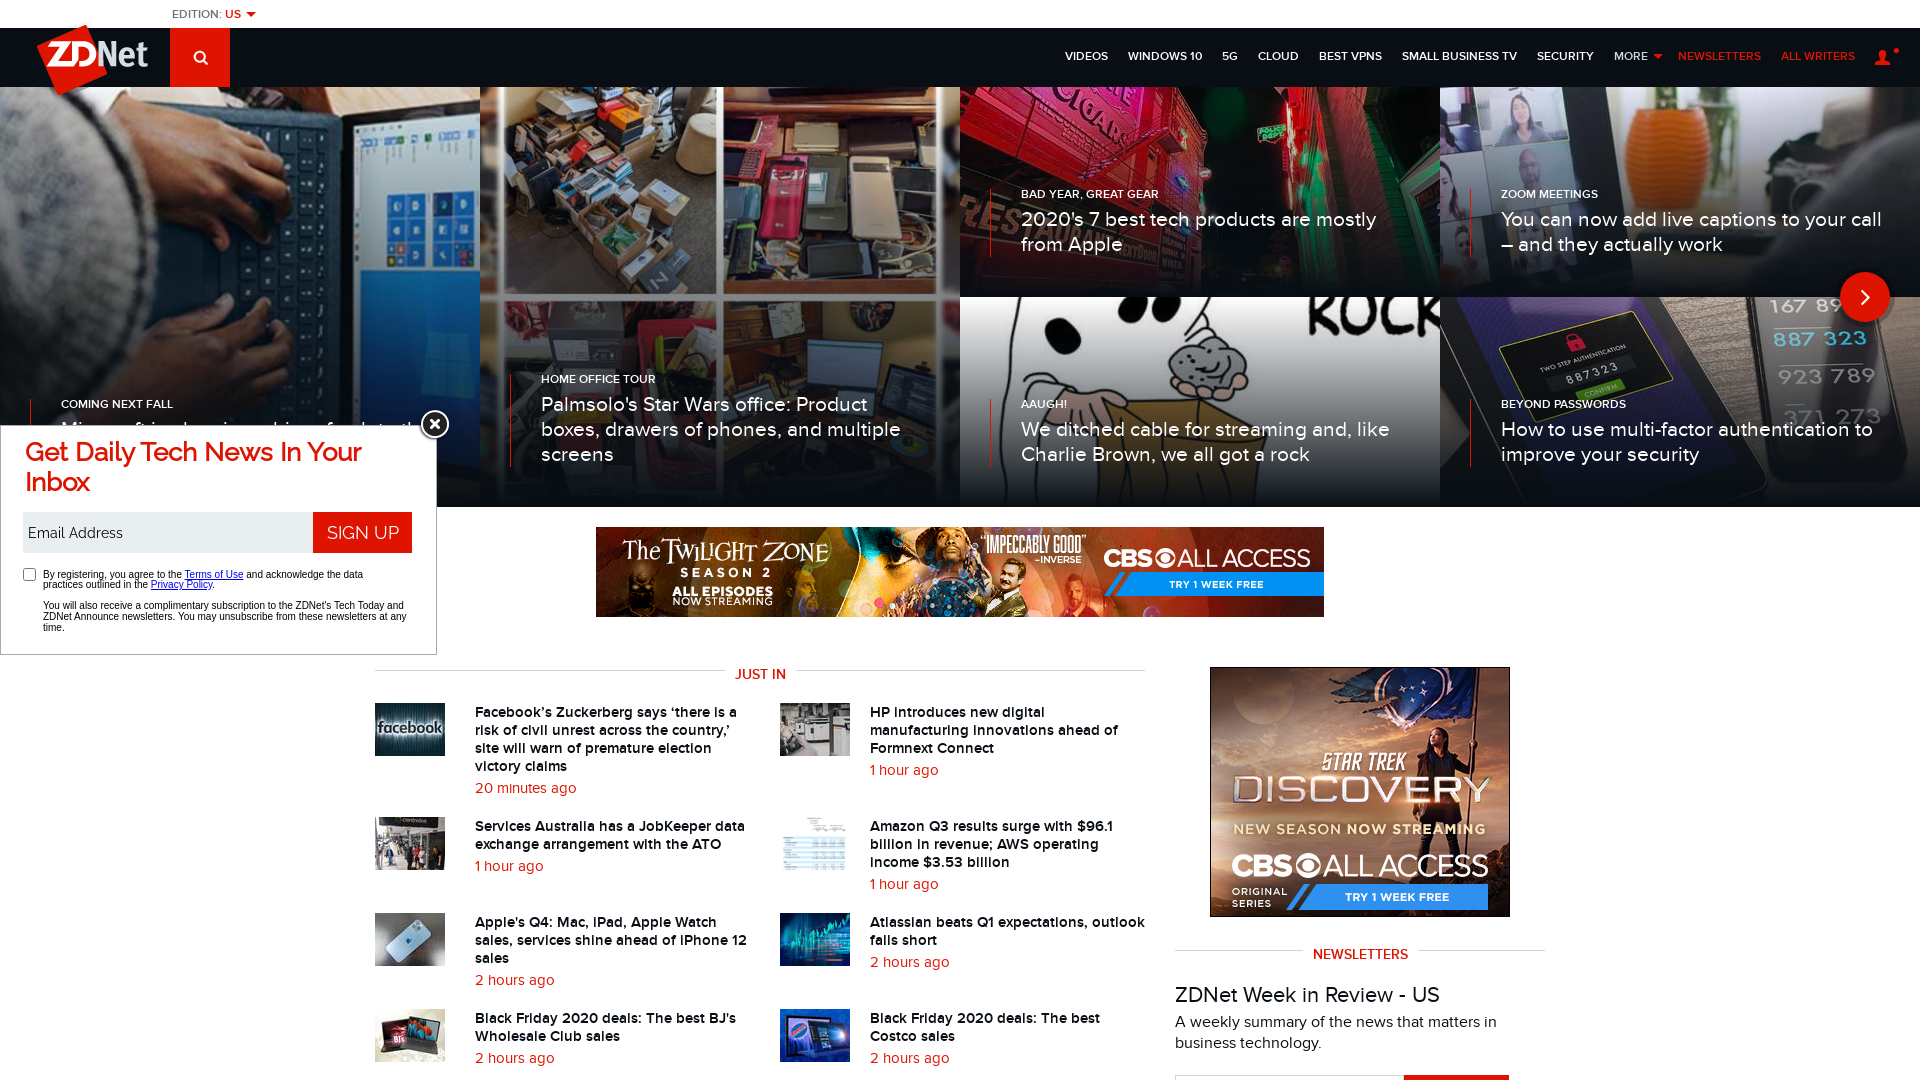 EDITION: US
ZDNet
VIDEOS WINDOWS 10 5G CLOUD BEST VPNS SMALL BUSINESS TV SECURITY MORE NEWSLETTERS ALL WRITERS
COMING NEXT FALL
HOME OFFICE TOUR
Palmsolo's Star Wars office: Product
boxes, drawers of phones, and multiple
screens
BAD YEAR, GREAT GEAR
2020's 7 best tech products are mostly
from Apple
ZOOM MEETINGS
You can now add live captions to your call
– and they actually work
CIGARS
POLICE DEPT
ROCK
AAUGH!
We ditched cable for streaming and, like
Charlie Brown, we all got a rock
TWO STEP AUTHENTICATION
887323
CONFIRM
887 323
923 789
371 273
BEYOND PASSWORDS
How to use multi-factor authentication to
improve your security
Get Daily Tech News In Your
Inbox
Email Address
SIGN UP
By registering, you agree to the Terms of Use and acknowledge the data
practices outlined in the Privacy Policy.
You will also receive a complimentary subscription to the ZDNet's Tech Today and
ZDNet Announce newsletters. You may unsubscribe from these newsletters at any
time.
The TWILIGHT ZONE
SEASON 2
ALL EPISODES
NOW STREAMING
"IMPECCABLY GOOD"
–INVERSE
CBS ALL ACCESS
TRY 1 WEEK FREE
JUST IN
facebook
Facebook’s Zuckerberg says ‘there is a
risk of civil unrest across the country,’
site will warn of premature election
victory claims
20 minutes ago
HP introduces new digital
manufacturing innovations ahead of
Formnext Connect
1 hour ago
Services Australia has a JobKeeper data
exchange arrangement with the ATO
1 hour ago
Amazon Q3 results surge with $96.1
billion in revenue; AWS operating
income $3.53 billion
1 hour ago
Apple's Q4: Mac, iPad, Apple Watch
sales, services shine ahead of iPhone 12
sales
2 hours ago
Atlassian beats Q1 expectations, outlook
falls short
2 hours ago
Black Friday 2020 deals: The best BJ's
Wholesale Club sales
2 hours ago
Black Friday 2020 deals: The best
Costco sales
2 hours ago
STAR TREK
DISCOVERY
NEW SEASON NOW STREAMING
CBS ALL ACCESS
ORIGINAL
SERIES
TRY 1 WEEK FREE
NEWSLETTERS
ZDNet Week in Review - US
A weekly summary of the news that matters in
business technology.